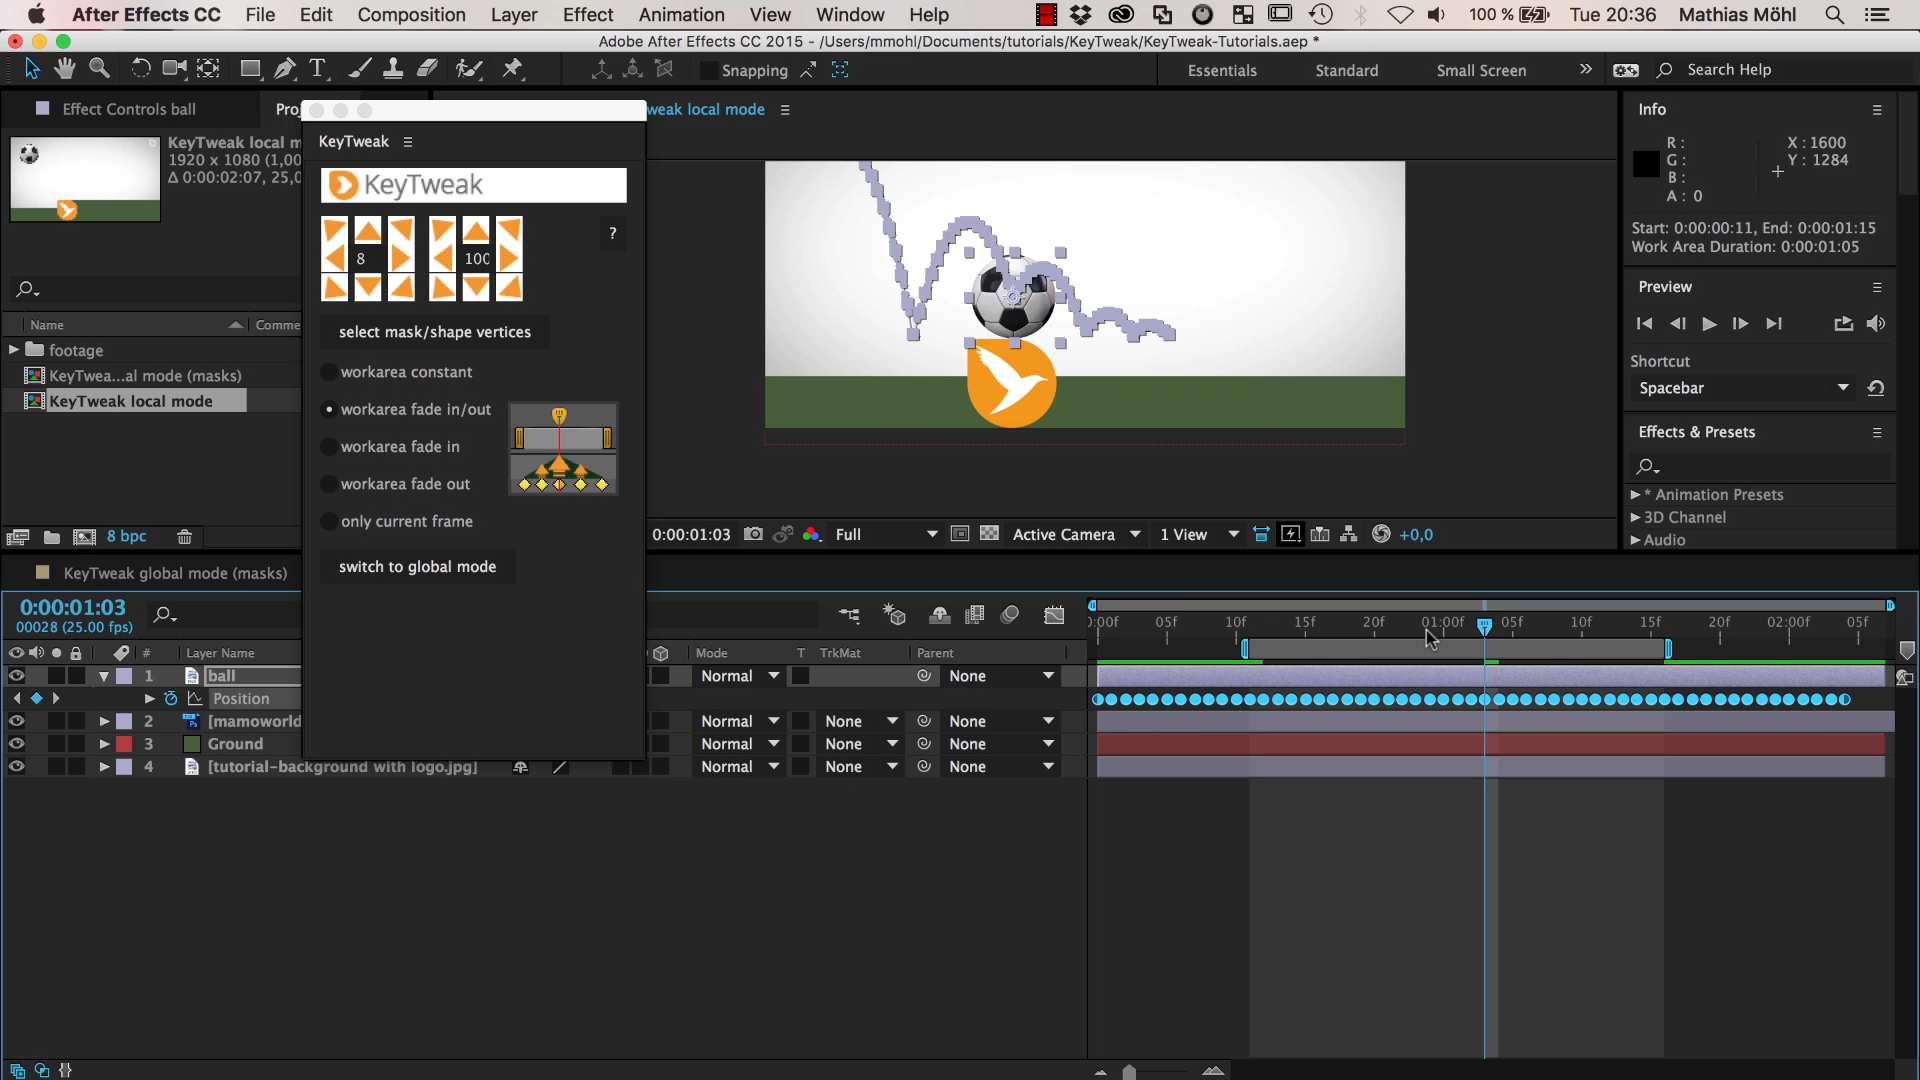 After Effects CC File Edit Composition Layer Effect Animation View Window Help 100 % Tue 20:36 Mathias Möhl
Adobe After Effects CC 2015 - /Users/mmohl/Documents/tutorials/KeyTweak/KeyTweak-Tutorials.aep *
Snapping Essentials Standard Small Screen Search Help
Effect Controls ball
Proj
weak local mode
KeyTweak local m
1920 x 1080 (1,00
Δ 0:00:02:07, 25,0
Name Comme
footage
KeyTwea...al mode (masks)
KeyTweak local mode
8 bpc
KeyTweak
KeyTweak
8 100 ?
select mask/shape vertices
workarea constant
workarea fade in/out
workarea fade in
workarea fade out
only current frame
switch to global mode
0:00:01:03 Full Active Camera 1 View +0,0
Info
R : X : 1600
G : Y : 1284
B :
A : 0
Start: 0:00:00:11, End: 0:00:01:15
Work Area Duration: 0:00:01:05
Preview
Shortcut
Spacebar
Effects & Presets
* Animation Presets
3D Channel
Audio
KeyTweak global mode (masks)
0:00:01:03
00028 (25.00 fps)
:00f 05f 10f 15f 20f 01:00f 05f 10f 15f 20f 02:00f 05f
# Layer Name Mode T TrkMat Parent
1 ball Normal None
Position
2 [mamoworld Normal None None
3 Ground Normal None None
4 [tutorial-background with logo.jpg] Normal None None